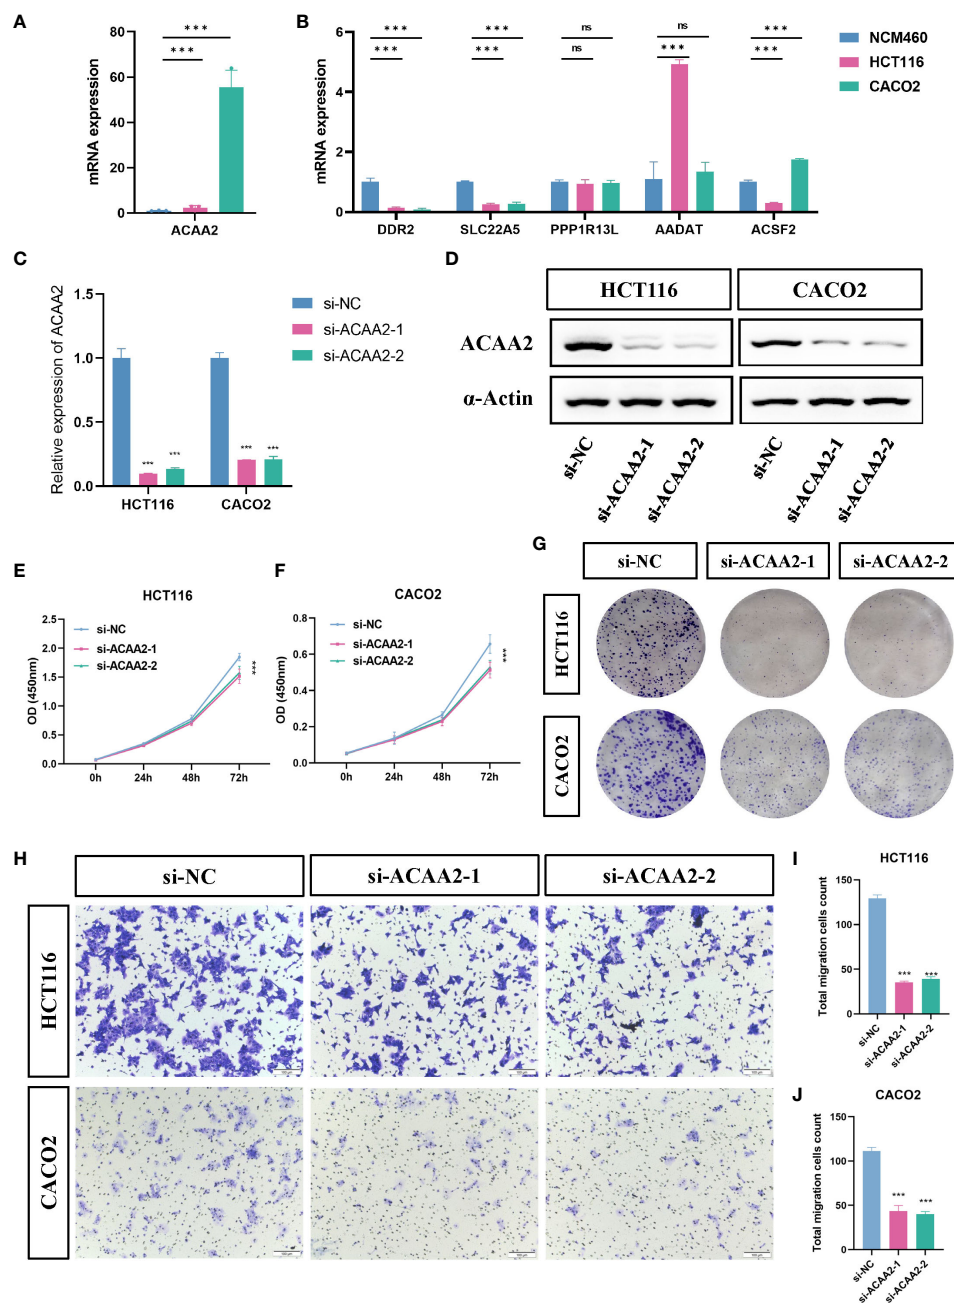 A
mRNA expression
80
60
40
20
0
***
***
ACAA2
B
mRNA expression
6
4
2
0
***
***
***
***
ns
ns
ns
***
***
***
DDR2
SLC22A5
PPP1R13L
AADAT
ACSF2
NCM460
HCT116
CACO2
C
Relative expression of ACAA2
1.5
1.0
0.5
0.0
***
***
***
***
HCT116
CACO2
si-NC
si-ACAA2-1
si-ACAA2-2
D
HCT116
CACO2
ACAA2
α-Actin
si-NC
si-ACAA2-1
si-ACAA2-2
si-NC
si-ACAA2-1
si-ACAA2-2
E
HCT116
OD (450nm)
2.5
2.0
1.5
1.0
0.5
0.0
si-NC
si-ACAA2-1
si-ACAA2-2
***
0h
24h
48h
72h
F
CACO2
OD (450nm)
0.8
0.6
0.4
0.2
0.0
si-NC
si-ACAA2-1
si-ACAA2-2
***
0h
24h
48h
72h
G
si-NC
si-ACAA2-1
si-ACAA2-2
HCT116
CACO2
H
si-NC
si-ACAA2-1
si-ACAA2-2
HCT116
CACO2
I
HCT116
Total migration cells count
150
100
50
0
***
***
si-NC
si-ACAA2-1
si-ACAA2-2
J
CACO2
Total migration cells count
150
100
50
0
***
***
si-NC
si-ACAA2-1
si-ACAA2-2